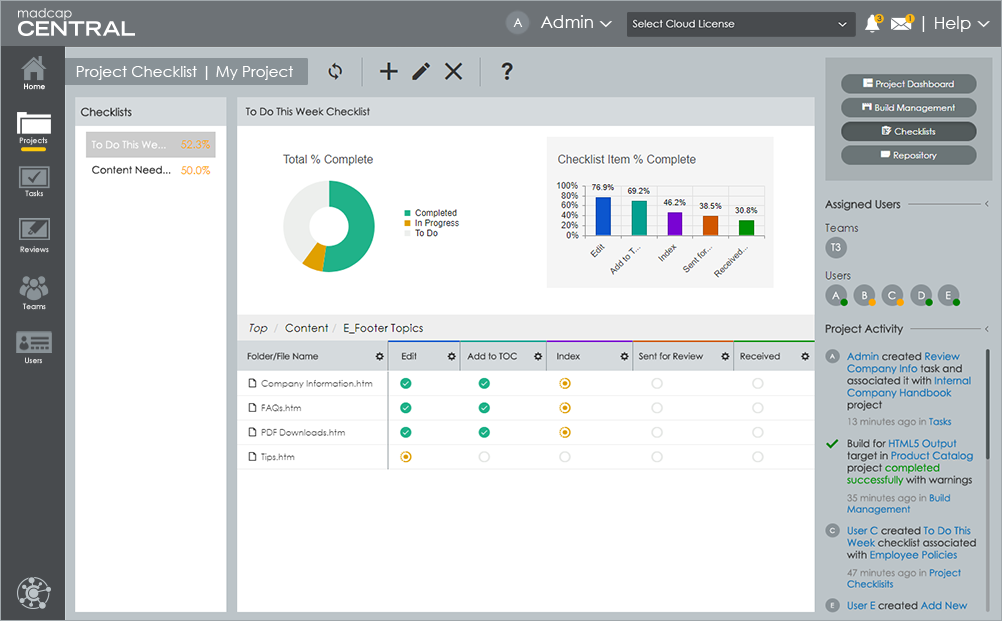 madcap
CENTRAL
A Admin
Select Cloud License
3
1
Help
Home
Projects
Tasks
Reviews
Teams
Users
Project Checklist | My Project
?
Checklists
To Do This We... 52.3%
Content Need... 50.0%
To Do This Week Checklist
Total % Complete
Completed
In Progress
To Do
Checklist Item % Complete
100%
80%
60%
40%
20%
0%
76.9%
69.2%
46.2%
38.5%
30.8%
Edit
Add to T...
Index
Sent for...
Received...
Top / Content / E_Footer Topics
Folder/File Name Edit Add to TOC Index Sent for Review Received
Company Information.htm
FAQs.htm
PDF Downloads.htm
Tips.htm
Project Dashboard
Build Management
Checklists
Repository
Assigned Users
Teams
T3
Users
A B C D E
Project Activity
A
Admin created Review
Company Info task and
associated it with Internal
Company Handbook
project
13 minutes ago in Tasks
Build for HTML5 Output
target in Product Catalog
project completed
successfully with warnings
35 minutes ago in Build
Management
C
User C created To Do This
Week checklist associated
with Employee Policies
47 minutes ago in Project
Checklisits
E
User E created Add New